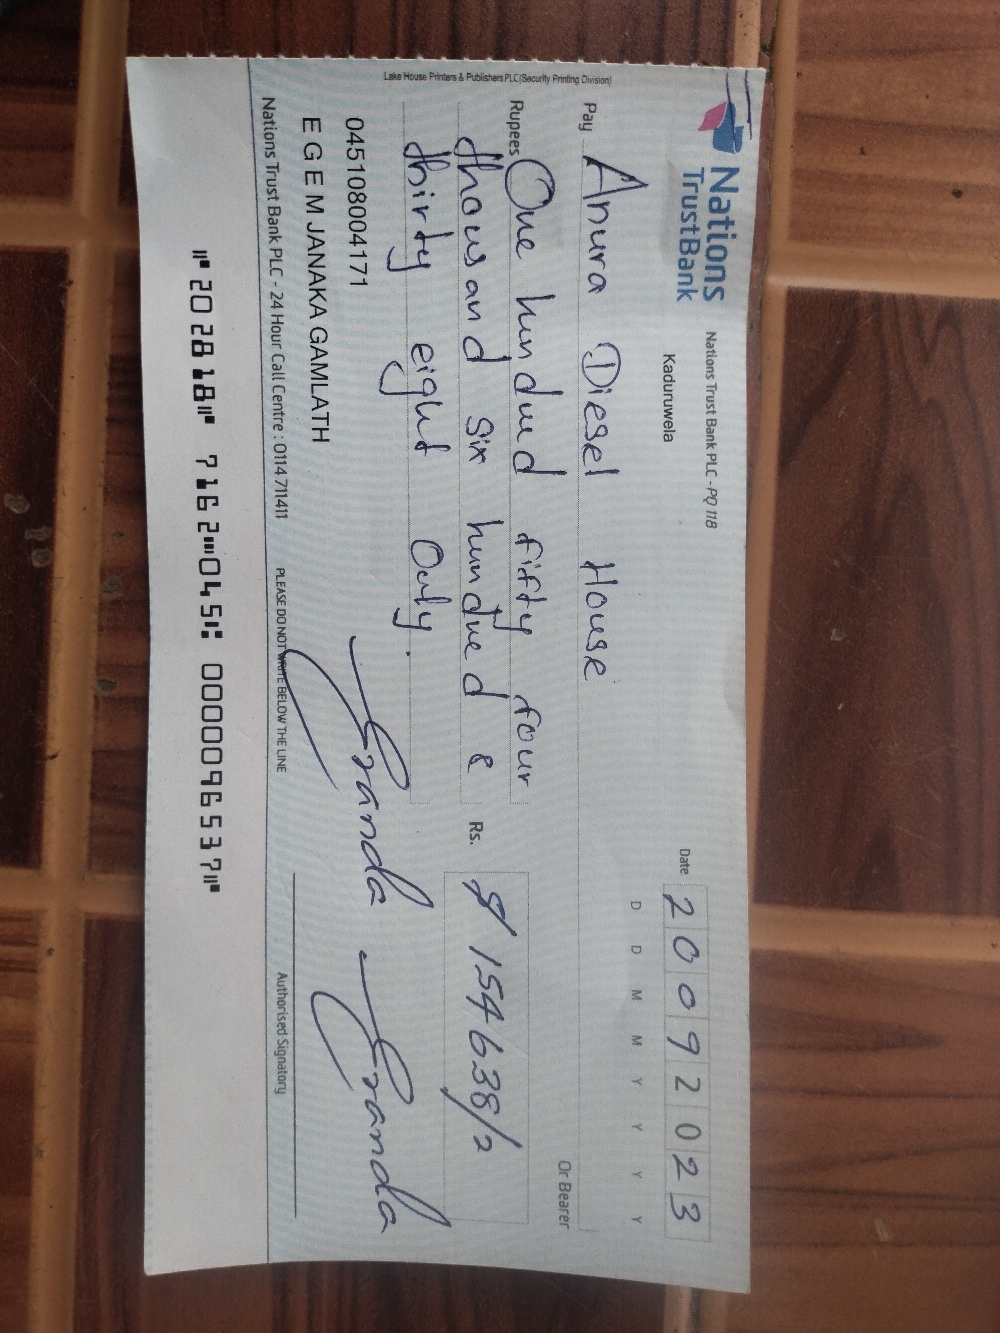 Nations
TrustBank
Nations Trust Bank PLC - PQ 118
Kaduruwela
Date 20092023
D D M M Y Y Y Y
Pay Anura Diesel House
Or Bearer
Rupees One hundred fifty four
thousand six hundred &
thirty eight Only.
Rs. 154638/
045108004171
E G E M JANAKA GAMLATH
Nations Trust Bank PLC - 24 Hour Call Centre : 0114 711411
PLEASE DO NOT WRITE BELOW THE LINE
Authorised Signatory
⑈202818⑈ 7162⑉045⑆ 0000096537⑈
Lake House Printers & Publishers PLC(Security Printing Division)